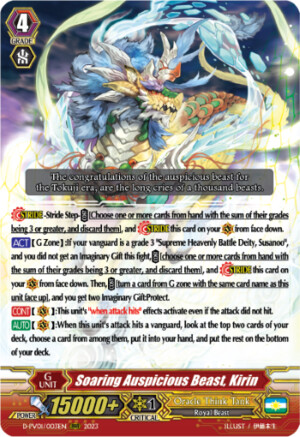 4
GRADE
The congratulations of the auspicious beast for
the Tokuji era, are the long cries of a thousand beasts.
-Stride Step- [Choose one or more cards from hand with the sum of their grades
being 3 or greater, and discard them], and this card on your from face down.
ACT [G Zone]:If your vanguard is a grade 3 "Supreme Heavenly Battle Deity, Susanoo",
and you did not get an Imaginary Gift this fight, [Choose one or more cards from hand
with the sum of their grades being 3 or greater, and discard them], and this card on
your from face down. Then, [turn a card from G zone with the same card name as this
unit face up], and you get two Imaginary Gift:Protect.
CONT :This unit's "when attack hits" effects activate even if the attack did not hit.
AUTO :When this unit's attack hits a vanguard, look at the top two cards of your
deck, choose a card from among them, put it into your hand, and put the rest on the bottom
of your deck.
G
UNIT
Soaring Auspicious Beast, Kirin
POWER
15000+
1
CRITICAL
Oracle Think Tank
Royal Beast
D-PV01/003EN RRR 2023
ILLUST /